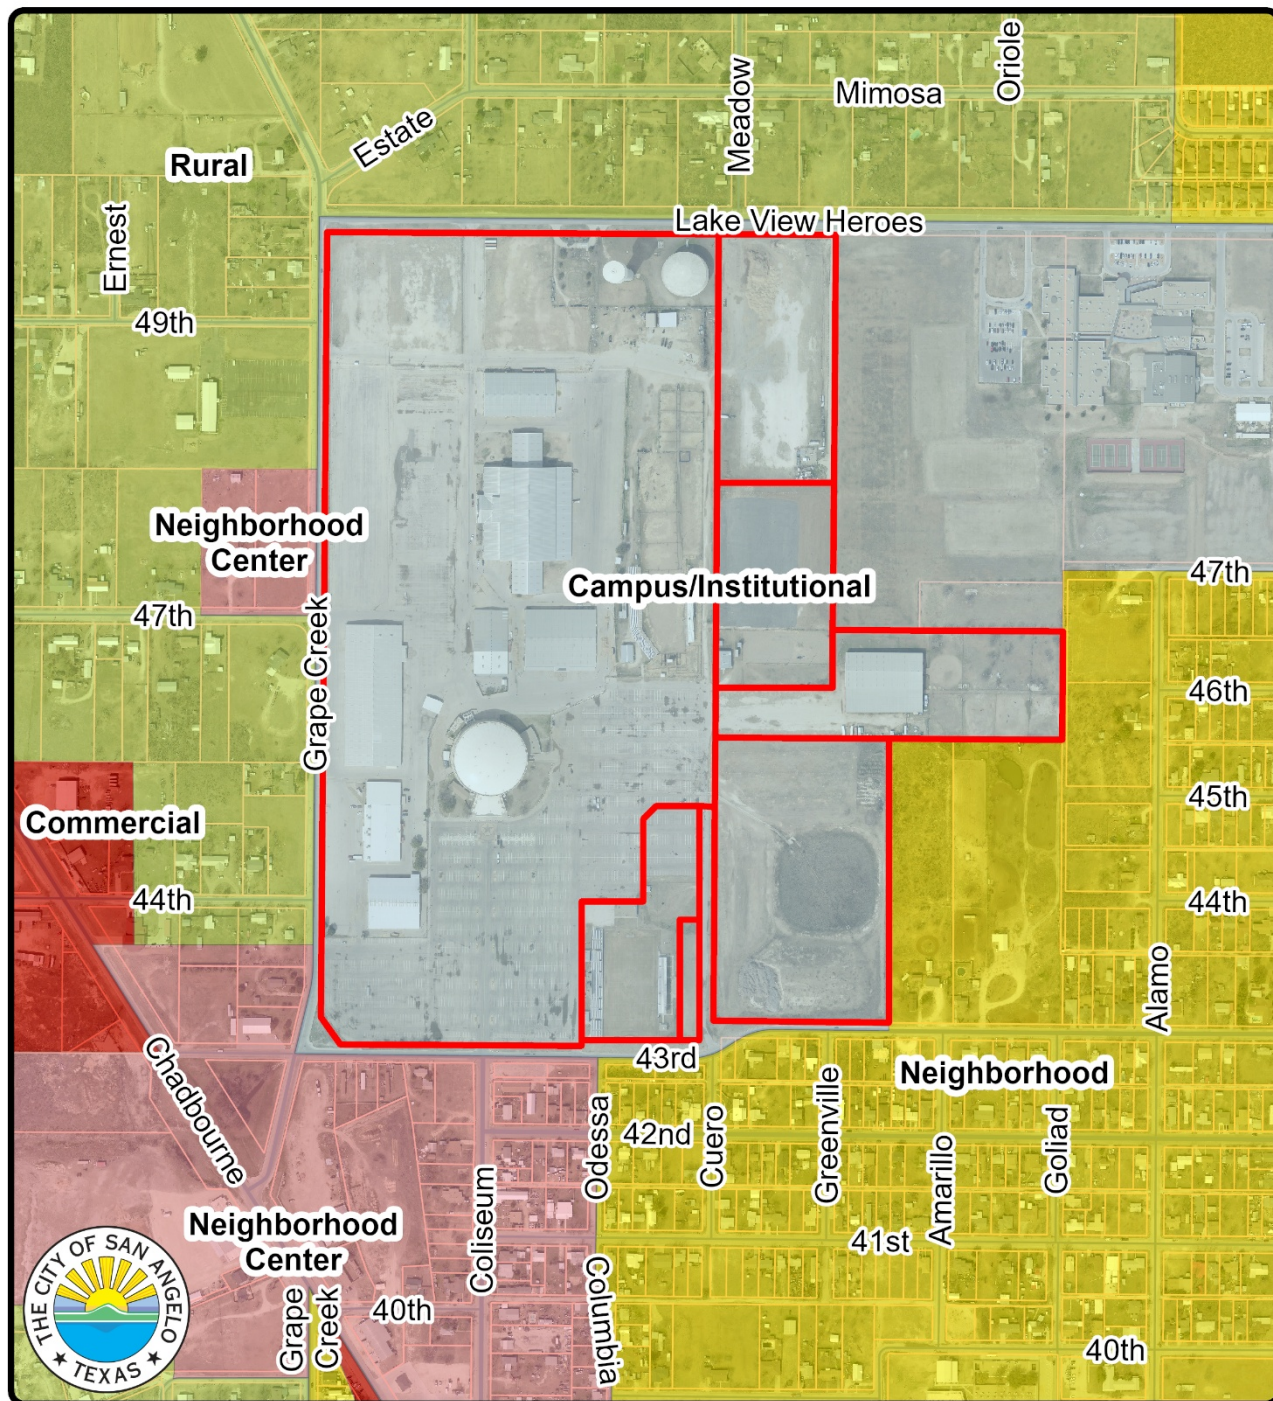 Oriole
Meadow
Mimosa
Estate
Rural
Ernest
Lake View Heroes
49th
Neighborhood
Center
Campus/Institutional
47th
47th
Grape Creek
46th
45th
Commercial
44th
44th
Alamo
43rd
Neighborhood
Chadbourne
Odessa
42nd
Cuero
Greenville
Amarillo
Goliad
Coliseum
Neighborhood
Center
41st
Columbia
Grape
Creek
40th
40th
THE CITY OF SAN ANGELO
TEXAS